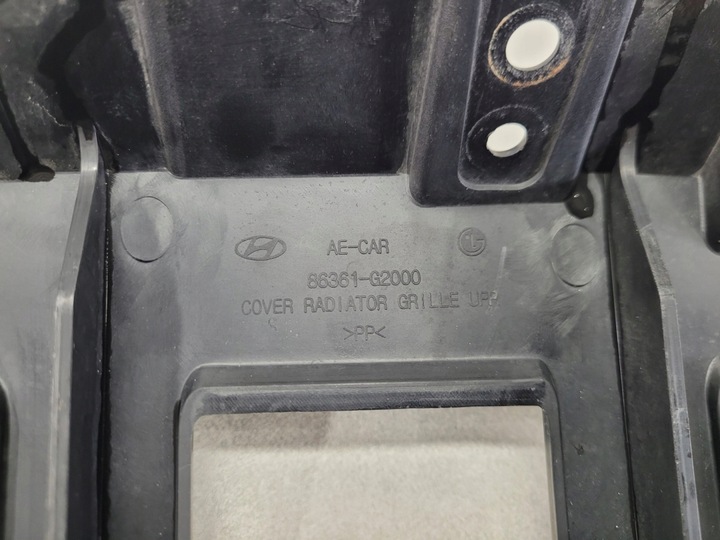 AE-CAR
86361-G2000
COVER RADIATOR GRILLE UPR
>PP<